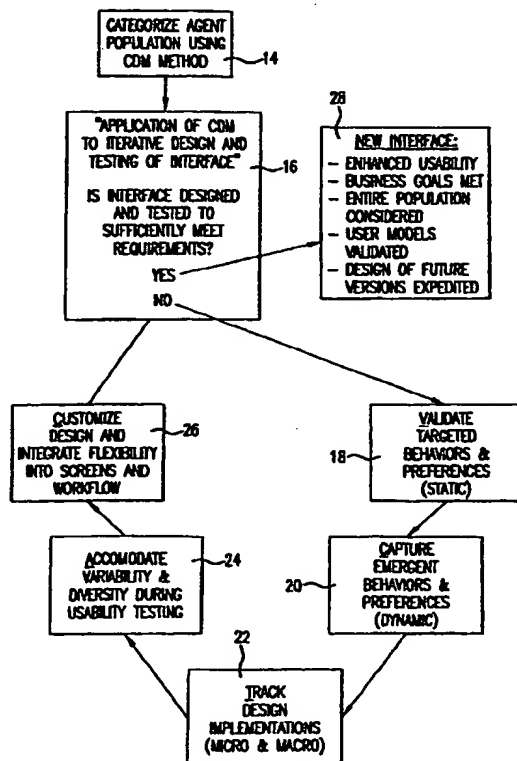 CATEGORIZE AGENT
POPULATION USING
CDM METHOD
14
"APPLICATION OF CDM
TO ITERATIVE DESIGN AND
TESTING OF INTERFACE"
16
IS INTERFACE DESIGNED
AND TESTED TO
SUFFICIENTLY MEET
REQUIREMENTS?
YES
NO
28
NEW INTERFACE:
- ENHANCED USABILITY
- BUSINESS GOALS MET
- ENTIRE POPULATION
CONSIDERED
- USER MODELS
VALIDATED
- DESIGN OF FUTURE
VERSIONS EXPEDITED
CUSTOMIZE
DESIGN AND
INTEGRATE FLEXIBILITY
INTO SCREENS AND
WORKFLOW
26
VALIDATE
TARGETED
BEHAVIORS &
PREFERENCES
(STATIC)
18
ACCOMODATE
VARIABILITY &
DIVERSITY DURING
USABILITY TESTING
24
CAPTURE
EMERGENT
BEHAVIORS &
PREFERENCES
(DYNAMIC)
20
22
TRACK
DESIGN
IMPLEMENTATIONS
(MICRO & MACRO)